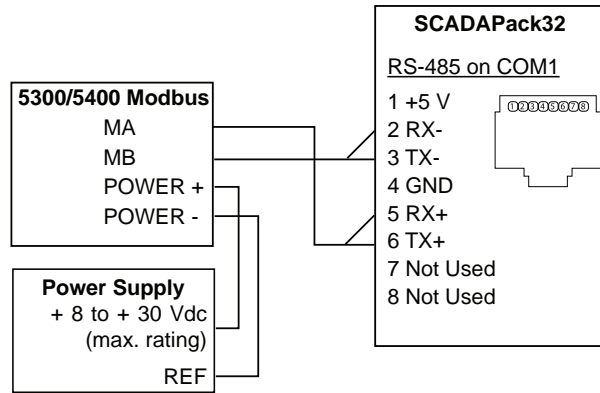 SCADAPack32
RS-485 on COM1
1 +5 V
2 RX-
3 TX-
4 GND
5 RX+
6 TX+
7 Not Used
8 Not Used
12345678
5300/5400 Modbus
MA
MB
POWER +
POWER -
Power Supply
+ 8 to + 30 Vdc
(max. rating)
REF